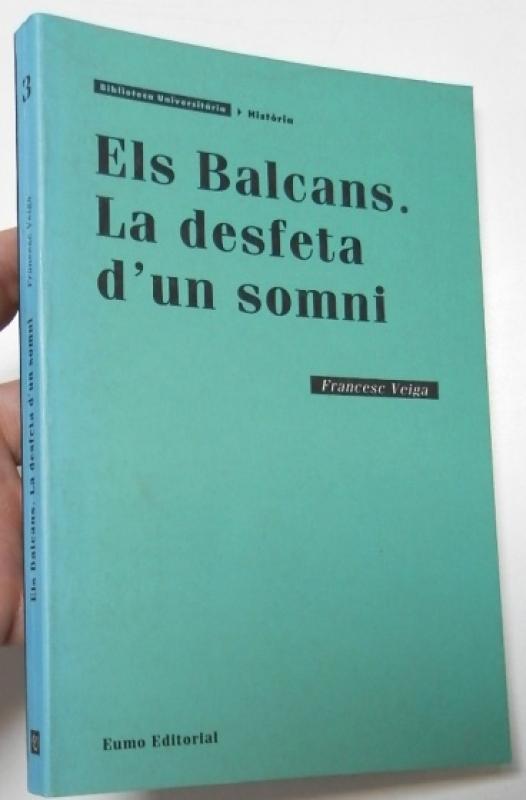 Biblioteca Universitària
Història
Els Balcans.
La desfeta
d'un somni
Francesc Veiga
Eumo Editorial
3
Francesc Veiga
Els Balcans. La desfeta d'un somni